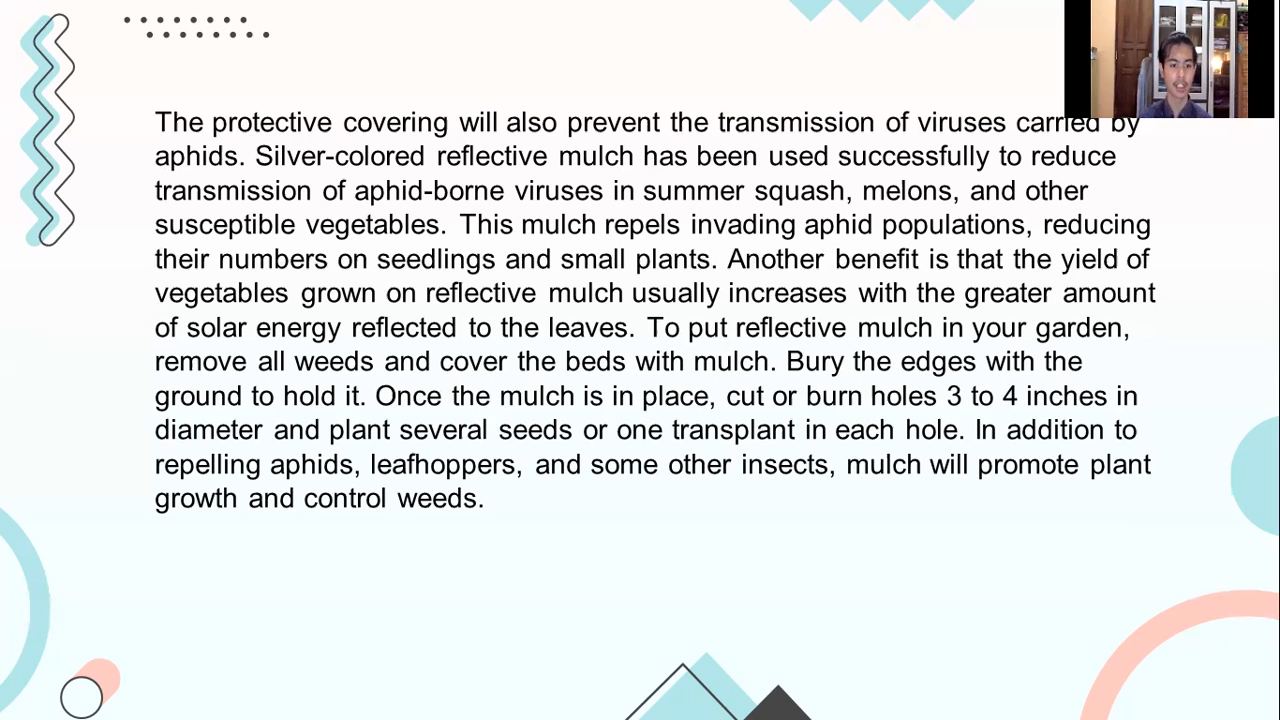 The protective covering will also prevent the transmission of viruses carried by
aphids. Silver-colored reflective mulch has been used successfully to reduce
transmission of aphid-borne viruses in summer squash, melons, and other
susceptible vegetables. This mulch repels invading aphid populations, reducing
their numbers on seedlings and small plants. Another benefit is that the yield of
vegetables grown on reflective mulch usually increases with the greater amount
of solar energy reflected to the leaves. To put reflective mulch in your garden,
remove all weeds and cover the beds with mulch. Bury the edges with the
ground to hold it. Once the mulch is in place, cut or burn holes 3 to 4 inches in
diameter and plant several seeds or one transplant in each hole. In addition to
repelling aphids, leafhoppers, and some other insects, mulch will promote plant
growth and control weeds.